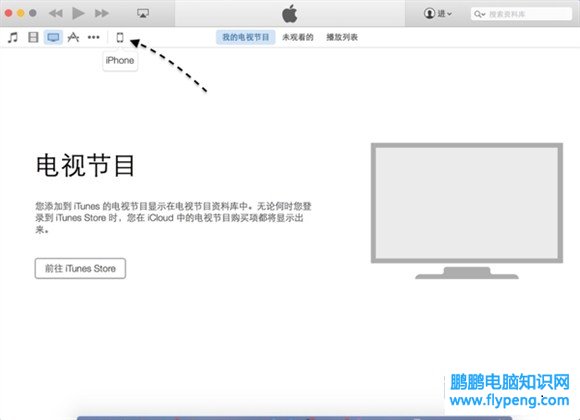 进
搜索资料库
我的电视节目 未观看的 播放列表
iPhone
电视节目
您添加到 iTunes 的电视节目显示在电视节目资料库中。无论何时您登
录到 iTunes Store 时，您在 iCloud 中的电视节目购买项都将显示出
来。
前往 iTunes Store
鹏鹏电脑知识网
www.flypeng.com